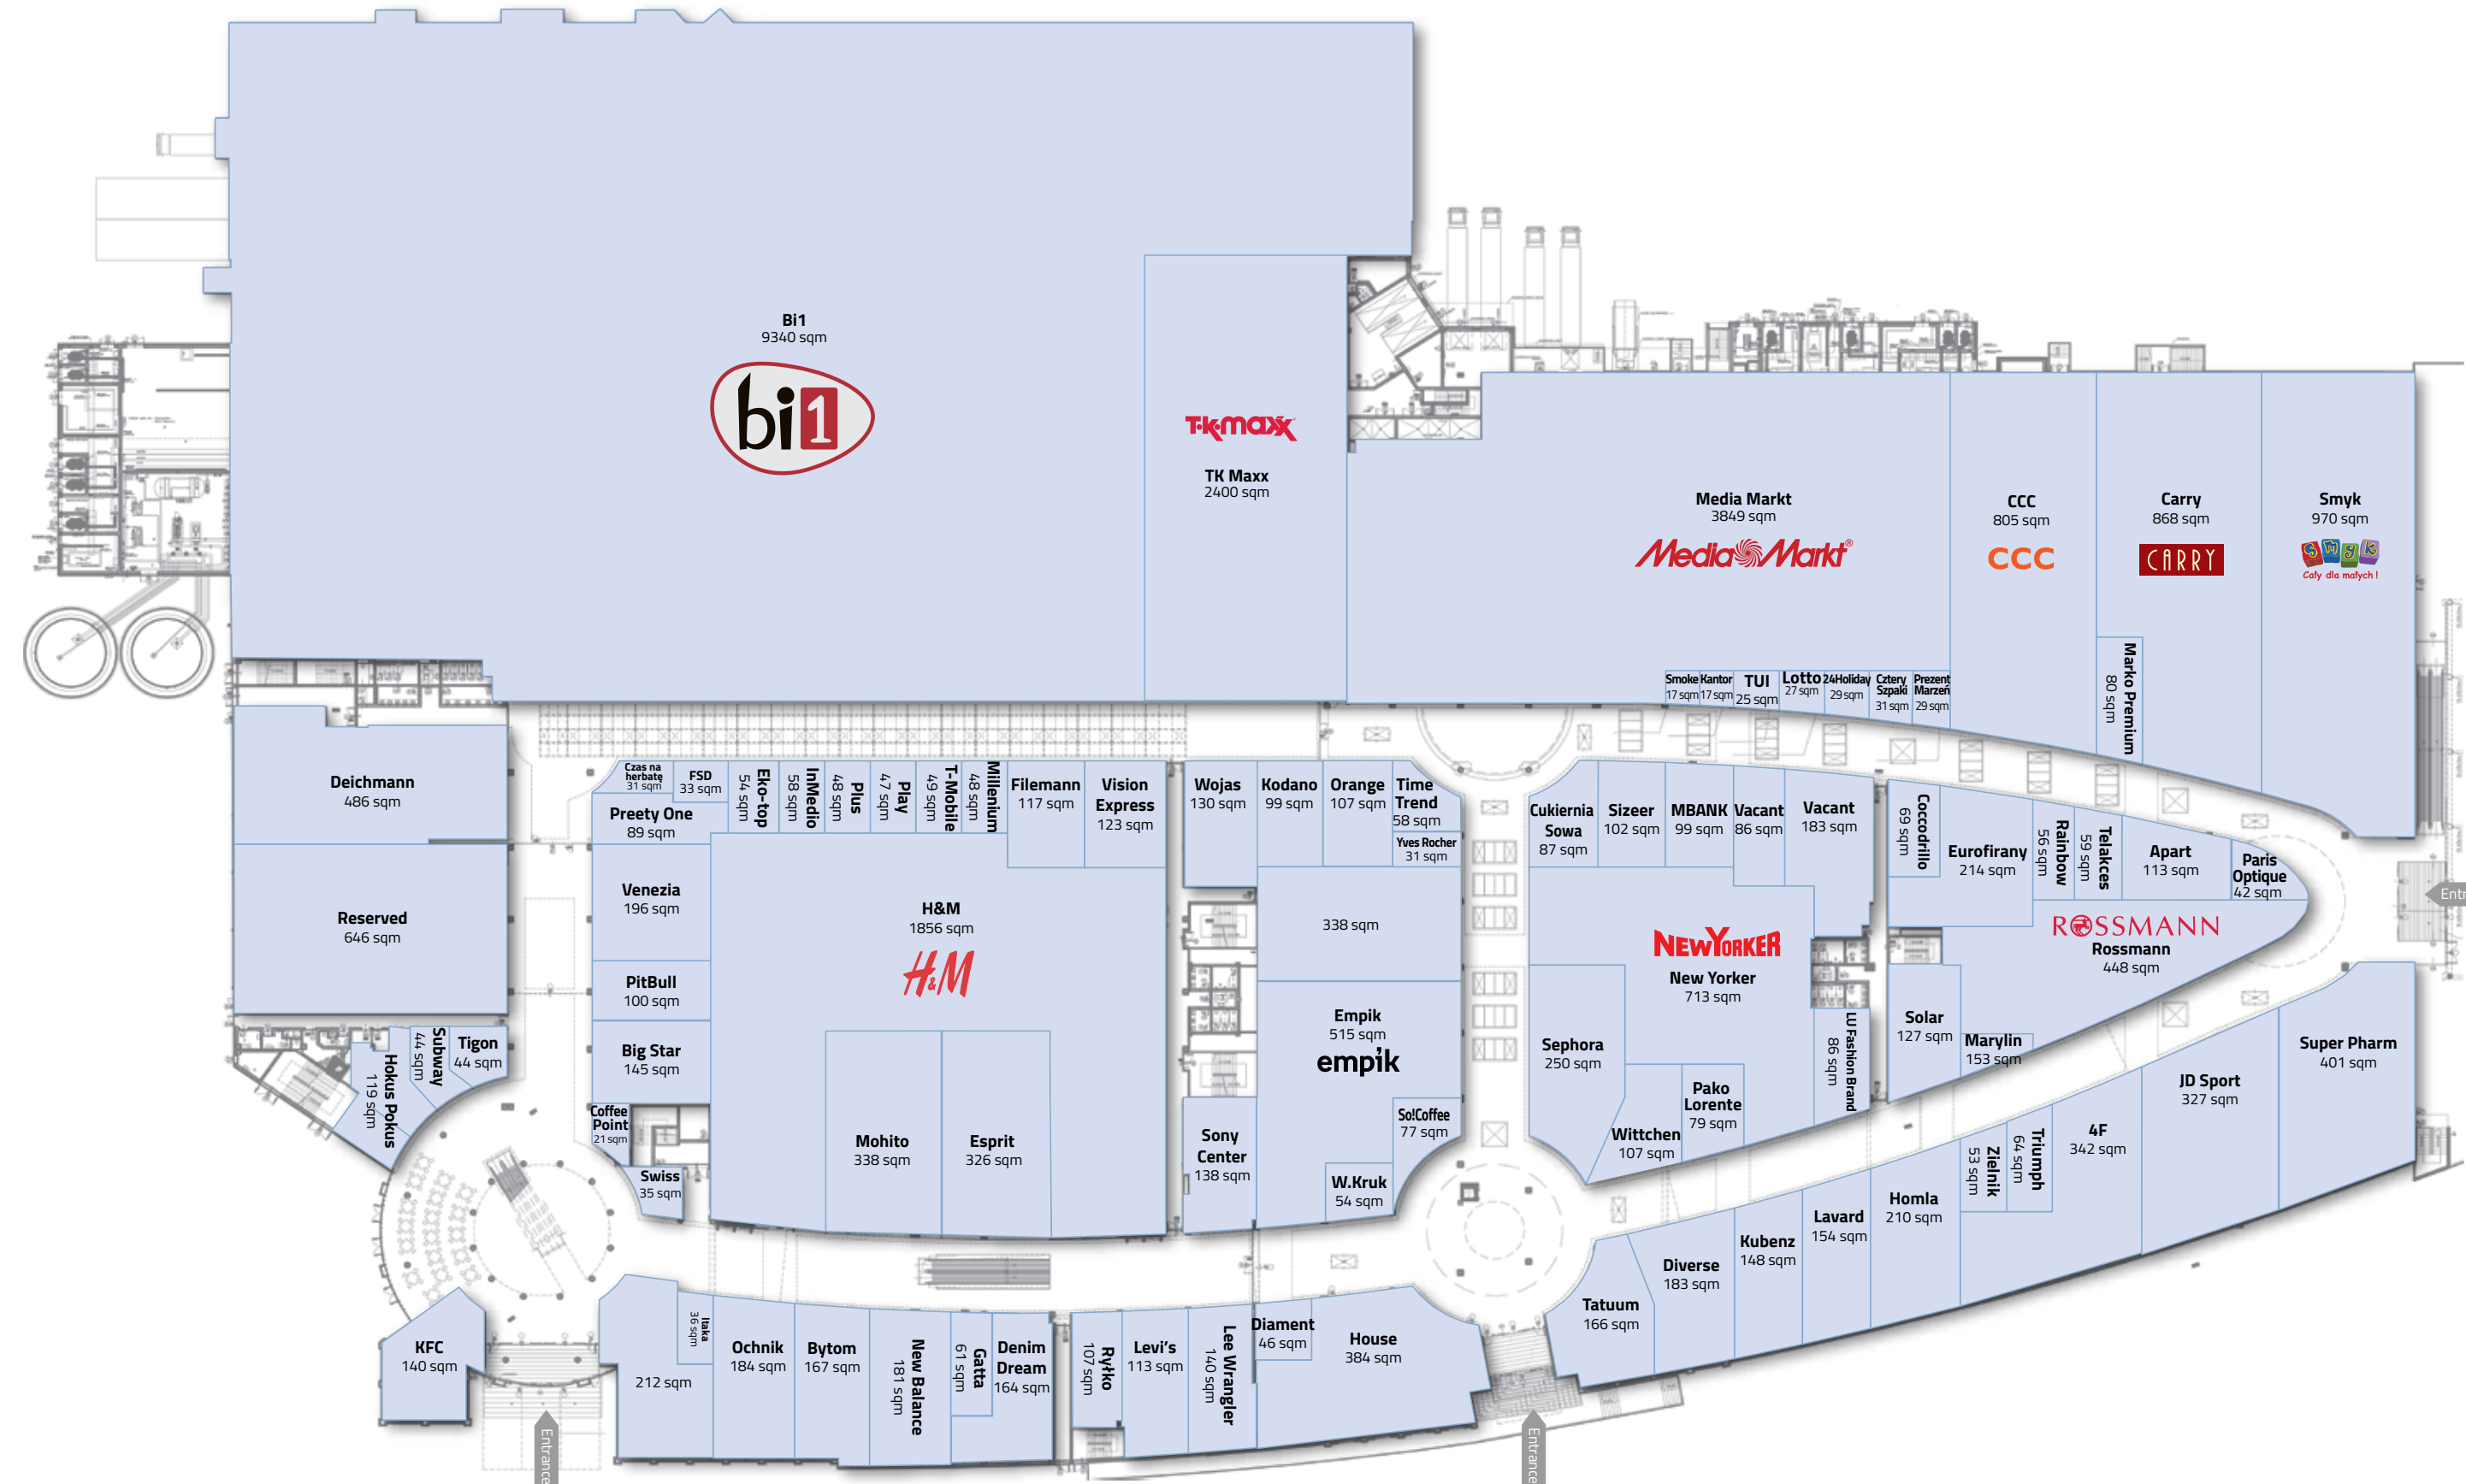 Bi1
9340 sqm
bi1
T·K·maxx
TK Maxx
2400 sqm
Media Markt
3849 sqm
Media Markt®
CCC
805 sqm
CCC
Carry
868 sqm
CARRY
Smyk
970 sqm
smyk
Cały dla małych !
Marko Premium
80 sqm
Smoke
17 sqm
Kantor
17 sqm
TUI
25 sqm
Lotto
27 sqm
24Holiday
29 sqm
Cztery
Szpaki
31 sqm
Prezent
Marzeń
29 sqm
Deichmann
486 sqm
Reserved
646 sqm
Czas na
herbatę
31 sqm
FSD
33 sqm
Preety One
89 sqm
Eko-top
54 sqm
InMedio
58 sqm
Plus
48 sqm
Play
47 sqm
T-Mobile
49 sqm
Millenium
48 sqm
Filemann
117 sqm
Vision
Express
123 sqm
Wojas
130 sqm
Kodano
99 sqm
Orange
107 sqm
Time
Trend
58 sqm
Yves Rocher
31 sqm
Cukiernia
Sowa
87 sqm
Sizeer
102 sqm
MBANK
99 sqm
Vacant
86 sqm
Vacant
183 sqm
Coccodrillo
69 sqm
Eurofirany
214 sqm
Rainbow
56 sqm
Telakces
59 sqm
Apart
113 sqm
Paris
Optique
42 sqm
Entr
Venezia
196 sqm
H&M
1856 sqm
H&M
338 sqm
NEWYORKER
New Yorker
713 sqm
ROSSMANN
Rossmann
448 sqm
PitBull
100 sqm
Big Star
145 sqm
Coffee
Point
21 sqm
Swiss
35 sqm
Subway
44 sqm
Tigon
44 sqm
Hokus Pokus
119 sqm
Mohito
338 sqm
Esprit
326 sqm
Empik
515 sqm
empik
So!Coffee
77 sqm
Sony
Center
138 sqm
W.Kruk
54 sqm
Sephora
250 sqm
Wittchen
107 sqm
Pako
Lorente
79 sqm
LU Fashion Brand
86 sqm
Solar
127 sqm
Marylin
153 sqm
Super Pharm
401 sqm
JD Sport
327 sqm
4F
342 sqm
Triumph
64 sqm
Zielnik
53 sqm
Homla
210 sqm
Lavard
154 sqm
Kubenz
148 sqm
Diverse
183 sqm
Tatuum
166 sqm
KFC
140 sqm
Itaka
36 sqm
212 sqm
Ochnik
184 sqm
Bytom
167 sqm
New Balance
181 sqm
Gatta
61 sqm
Denim
Dream
164 sqm
Ryłko
107 sqm
Levi's
113 sqm
Lee Wrangler
140 sqm
Diament
46 sqm
House
384 sqm
Entrance
Entrance